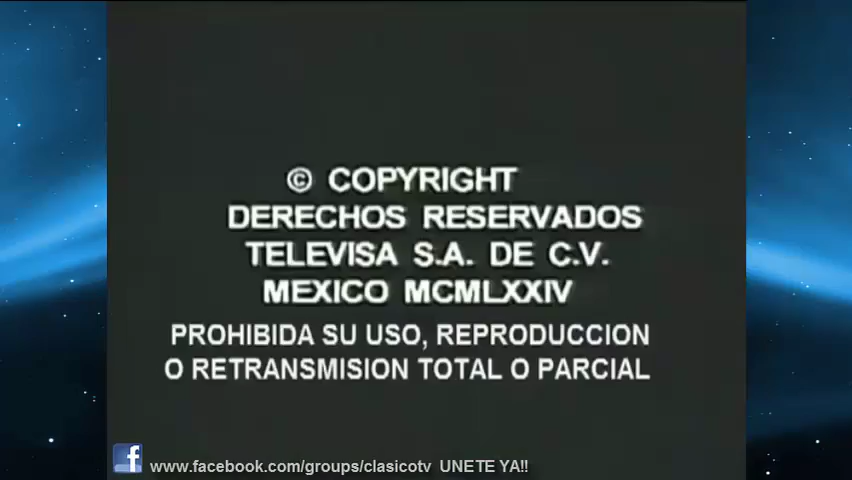 © COPYRIGHT
DERECHOS RESERVADOS
TELEVISA S.A. DE C.V.
MEXICO MCMLXXIV
PROHIBIDA SU USO, REPRODUCCION
O RETRANSMISION TOTAL O PARCIAL
www.facebook.com/groups/clasicotv UNETE YA!!